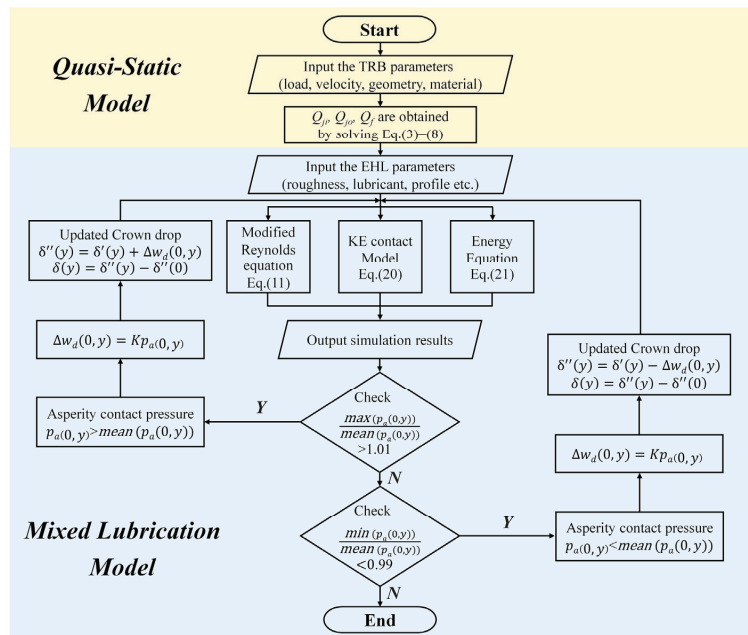 Start
Quasi-Static
Model
Input the TRB parameters
(load, velocity, geometry, material)
Q_ji, Q_jo, Q_f are obtained
by solving Eq.(3)–(8)
Input the EHL parameters
(roughness, lubricant, profile etc.)
Updated Crown drop
δ′′(y) = δ′(y) + Δw_d(0, y)
δ(y) = δ′′(y) − δ′′(0)
Modified
Reynolds
equation
Eq.(11)
KE contact
Model
Eq.(20)
Energy
Equation
Eq.(21)
Δw_d(0, y) = Kp_a(0, y)
Output simulation results
Updated Crown drop
δ′′(y) = δ′(y) − Δw_d(0, y)
δ(y) = δ′′(y) − δ′′(0)
Asperity contact pressure
p_a(0, y)>mean(p_a(0, y))
Y
Check
max(p_a(0,y))
mean(p_a(0,y))
>1.01
N
Δw_d(0, y) = Kp_a(0, y)
Check
min(p_a(0,y))
mean(p_a(0,y))
<0.99
Y
Asperity contact pressure
p_a(0, y)<mean(p_a(0, y))
Mixed Lubrication
Model
N
End